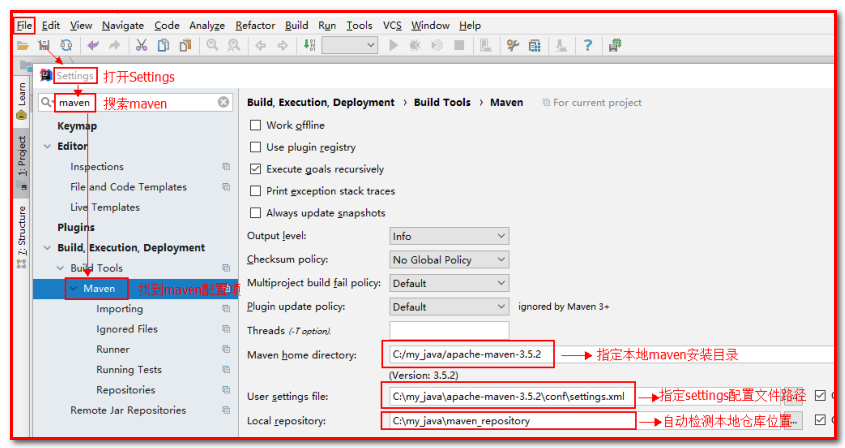 File Edit View Navigate Code Analyze Refactor Build Run Tools VCS Window Help
Settings 打开Settings
maven 搜索maven
Keymap
Editor
Inspections
File and Code Templates
Live Templates
Plugins
Build, Execution, Deployment
Build Tools
Maven 找到maven配置项
Importing
Ignored Files
Runner
Running Tests
Repositories
Remote Jar Repositories
Learn
1: Project
7: Structure
Build, Execution, Deployment › Build Tools › Maven For current project
Work offline
Use plugin registry
Execute goals recursively
Print exception stack traces
Always update snapshots
Output level: Info
Checksum policy: No Global Policy
Multiproject build fail policy: Default
Plugin update policy: Default ignored by Maven 3+
Threads (-T option).
Maven home directory: C:/my_java/apache-maven-3.5.2 指定本地maven安装目录
(Version: 3.5.2)
User settings file: C:\my_java\apache-maven-3.5.2\conf\settings.xml 指定settings配置文件路径
Local repository: C:\my_java\maven_repository 自动检测本地仓库位置 ...